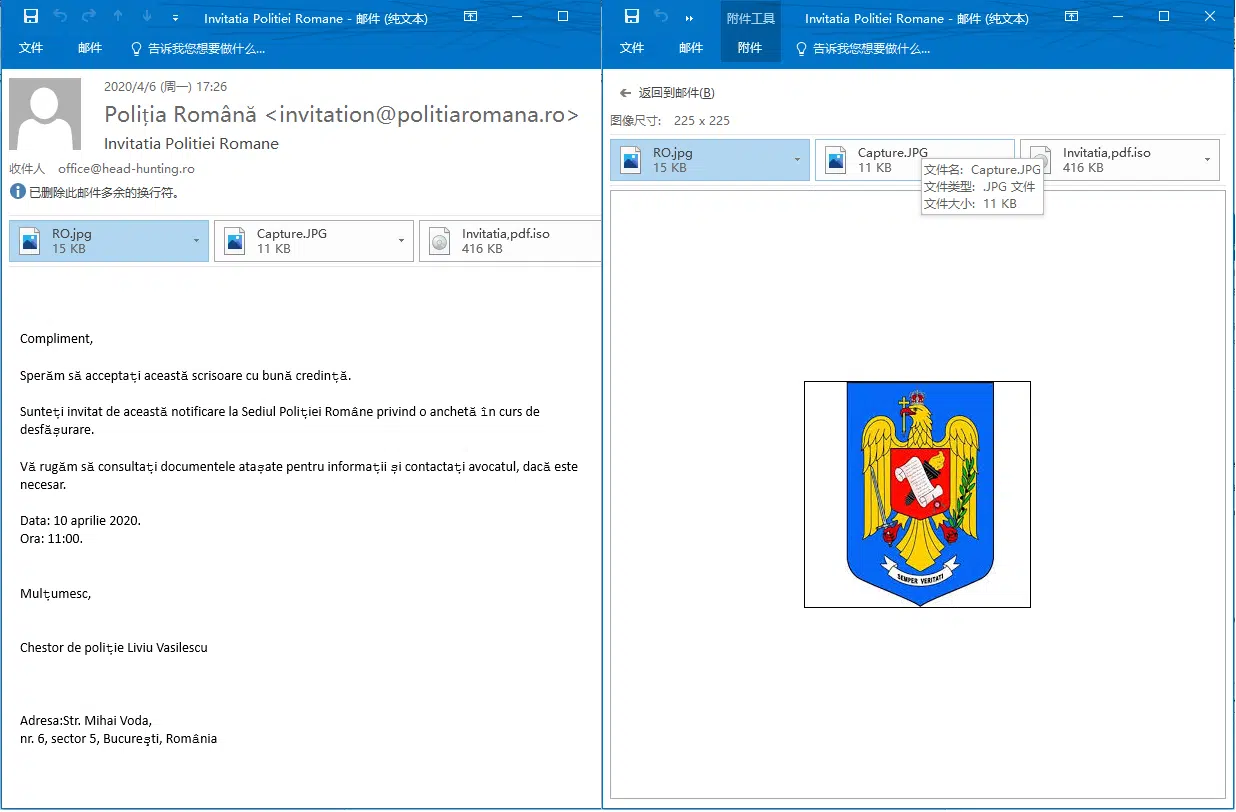 Invitatia Politiei Romane - 邮件 (纯文本)
文件
邮件
告诉我您想要做什么...
2020/4/6 (周一) 17:26
Poliția Română <invitation@politiaromana.ro>
Invitatia Politiei Romane
收件人 office@head-hunting.ro
已删除此邮件多余的换行符。
RO.jpg
15 KB
Capture.JPG
11 KB
Invitatia,pdf.iso
416 KB
Compliment,
Sperăm să acceptați această scrisoare cu bună credință.
Sunteți invitat de această notificare la Sediul Poliției Române privind o anchetă în curs de
desfășurare.
Vă rugăm să consultați documentele atașate pentru informații și contactați avocatul, dacă este
necesar.
Data: 10 aprilie 2020.
Ora: 11:00.
Mulțumesc,
Chestor de poliție Liviu Vasilescu
Adresa:Str. Mihai Voda,
nr. 6, sector 5, Bucureşti, România
附件工具
Invitatia Politiei Romane - 邮件 (纯文本)
文件
邮件
附件
告诉我您想要做什么...
返回到邮件(B)
图像尺寸: 225 x 225
RO.jpg
15 KB
Capture.JPG
11 KB
Invitatia,pdf.iso
416 KB
文件名: Capture.JPG
文件类型: .JPG 文件
文件大小: 11 KB
SEMPER VERITATI